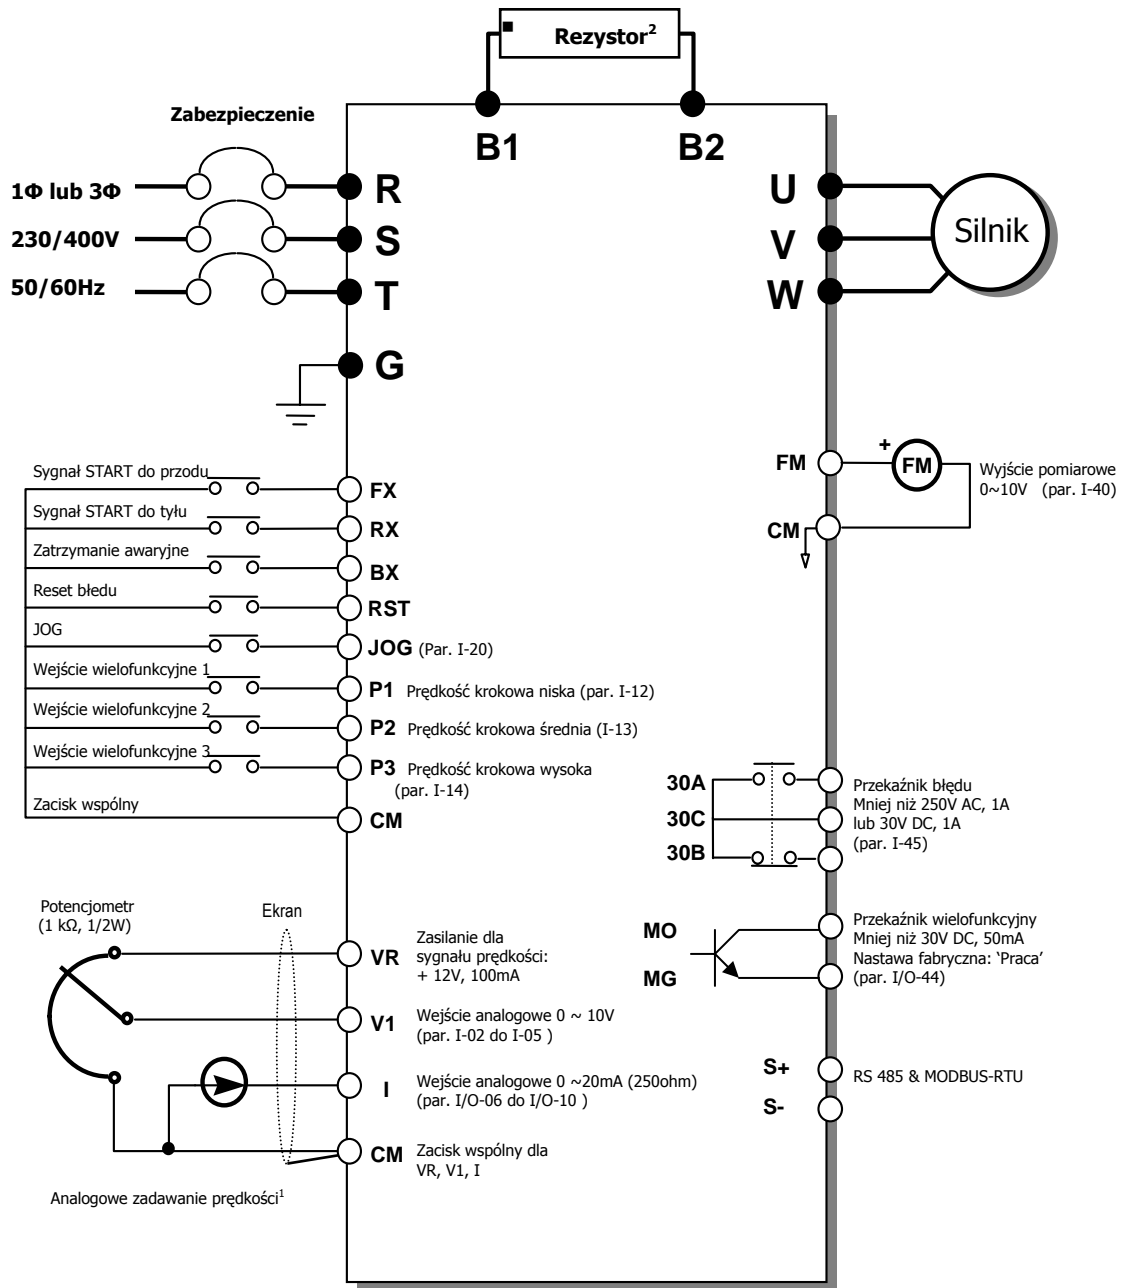 Rezystor²
Zabezpieczenie
B1
B2
1Φ lub 3Φ
R
U
230/400V
S
V
Silnik
50/60Hz
T
W
G
Sygnał START do przodu
FX
Sygnał START do tyłu
RX
Zatrzymanie awaryjne
BX
Reset błedu
RST
JOG
JOG (Par. I-20)
Wejście wielofunkcyjne 1
P1 Prędkość krokowa niska (par. I-12)
Wejście wielofunkcyjne 2
P2 Prędkość krokowa średnia (I-13)
Wejście wielofunkcyjne 3
P3 Prędkość krokowa wysoka
(par. I-14)
Zacisk wspólny
CM
FM
+
FM
Wyjście pomiarowe
0~10V (par. I-40)
CM
30A
30C
30B
Przekaźnik błędu
Mniej niż 250V AC, 1A
lub 30V DC, 1A
(par. I-45)
MO
MG
Przekaźnik wielofunkcyjny
Mniej niż 30V DC, 50mA
Nastawa fabryczna: ‘Praca’
(par. I/O-44)
S+
S-
RS 485 & MODBUS-RTU
Potencjometr
(1 kΩ, 1/2W)
Ekran
VR
Zasilanie dla
sygnału prędkości:
+ 12V, 100mA
V1
Wejście analogowe 0 ~ 10V
(par. I-02 do I-05 )
I
Wejście analogowe 0 ~20mA (250ohm)
(par. I/O-06 do I/O-10 )
CM
Zacisk wspólny dla
VR, V1, I
Analogowe zadawanie prędkości¹